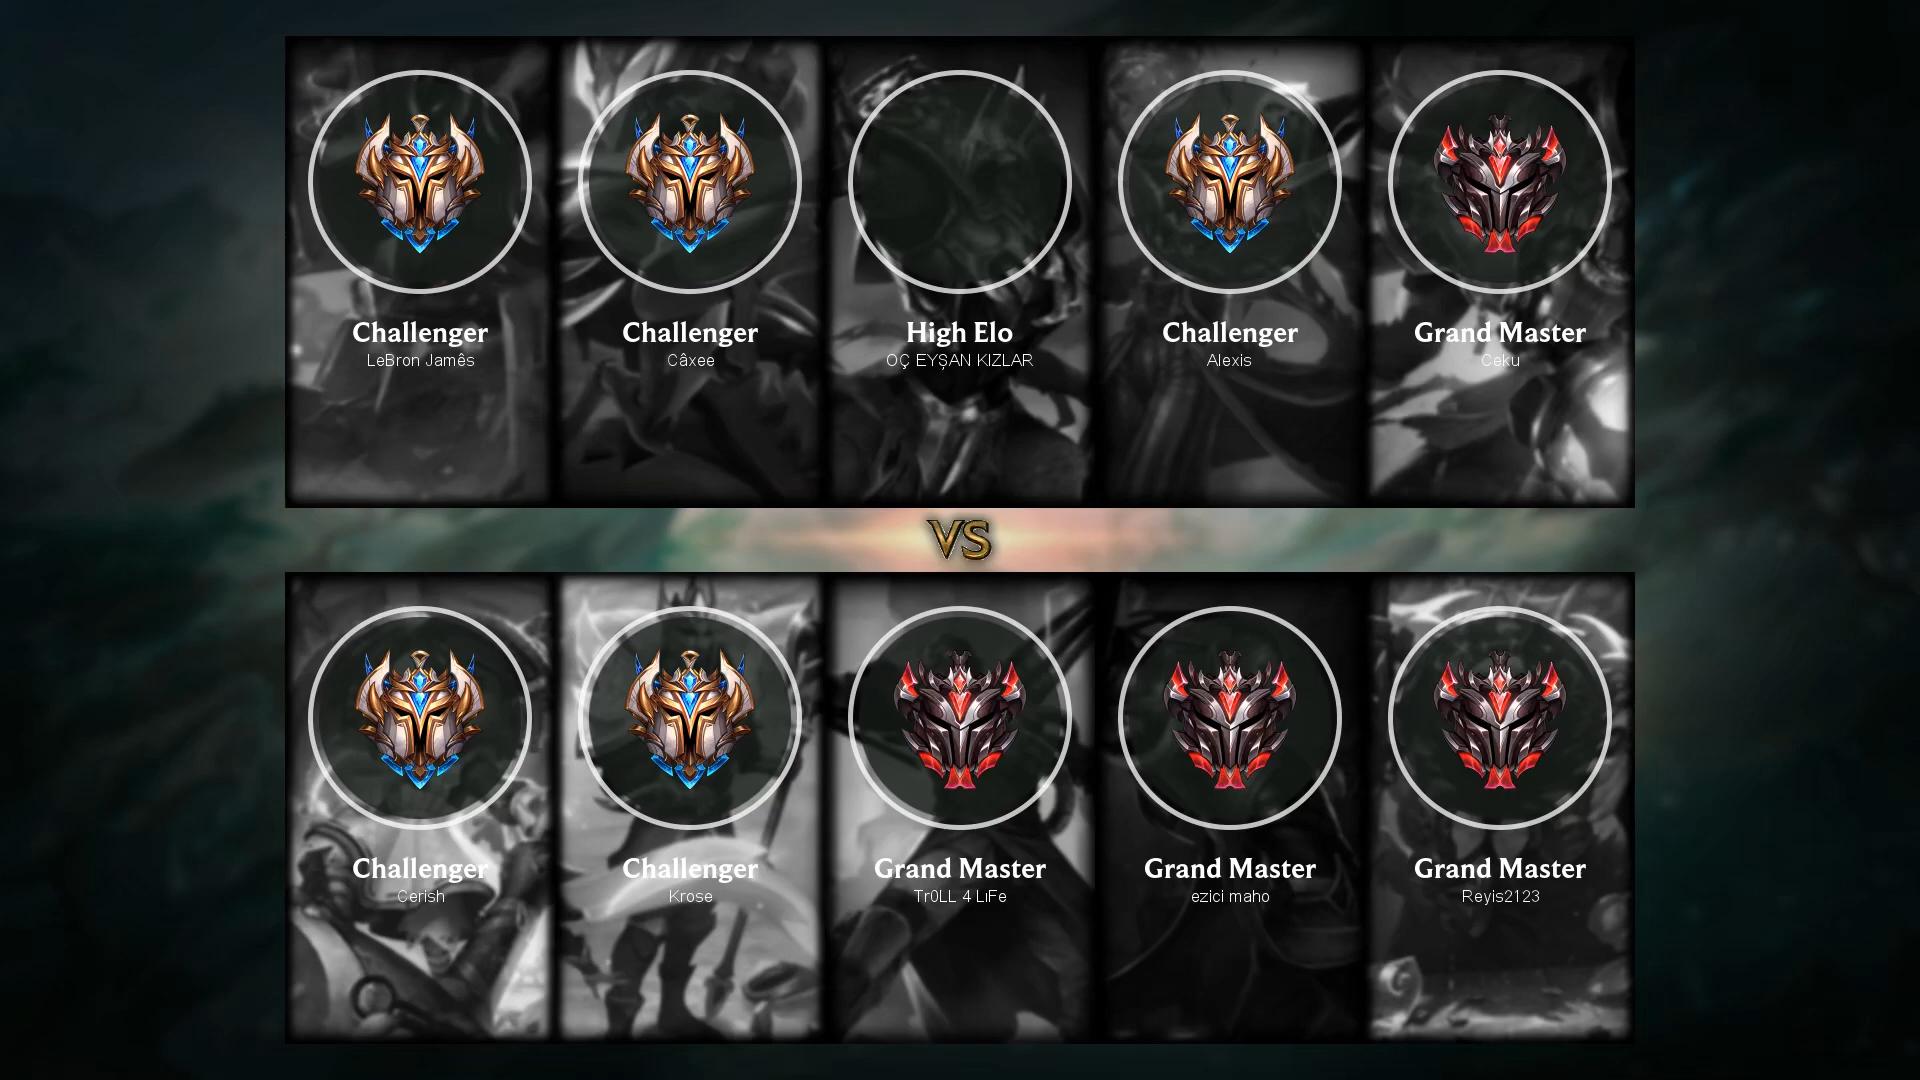 Challenger
LeBron Jamês
Challenger
Câxee
High Elo
OÇ EYŞAN KIZLAR
Challenger
Alexis
Grand Master
Ceku
VS
Challenger
Cerish
Challenger
Krose
Grand Master
Tr0LL 4 LıFe
Grand Master
ezici maho
Grand Master
Reyis2123